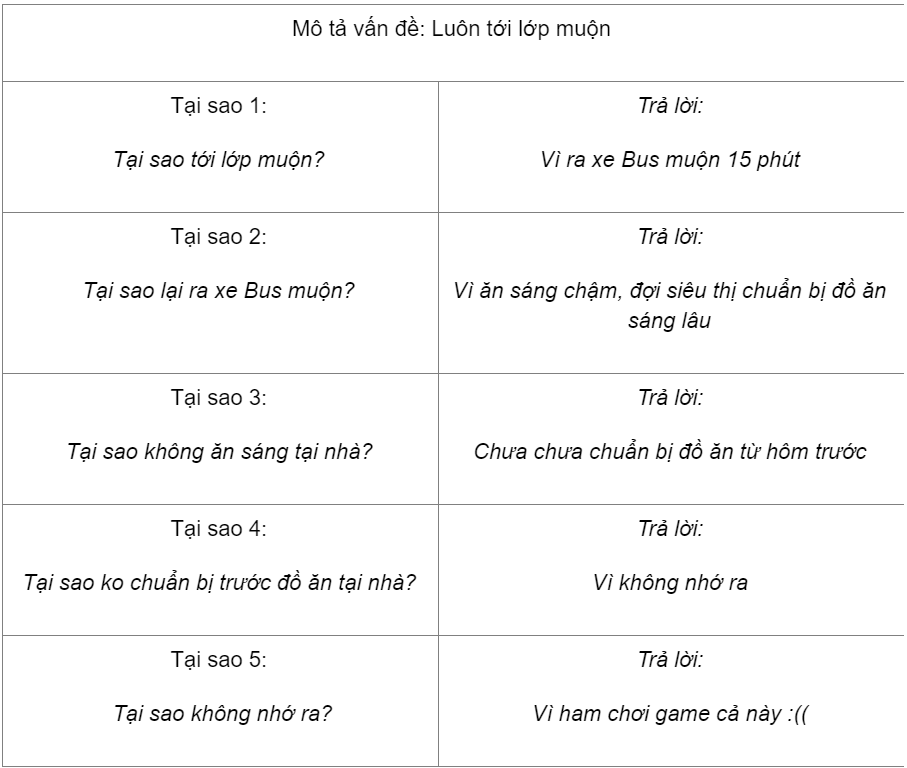 Mô tả vấn đề: Luôn tới lớp muộn
Tại sao 1:
Tại sao tới lớp muộn?
Trả lời:
Vì ra xe Bus muộn 15 phút
Tại sao 2:
Tại sao lại ra xe Bus muộn?
Trả lời:
Vì ăn sáng chậm, đợi siêu thị chuẩn bị đồ ăn
sáng lâu
Tại sao 3:
Tại sao không ăn sáng tại nhà?
Trả lời:
Chưa chưa chuẩn bị đồ ăn từ hôm trước
Tại sao 4:
Tại sao ko chuẩn bị trước đồ ăn tại nhà?
Trả lời:
Vì không nhớ ra
Tại sao 5:
Tại sao không nhớ ra?
Trả lời:
Vì ham chơi game cả này :((